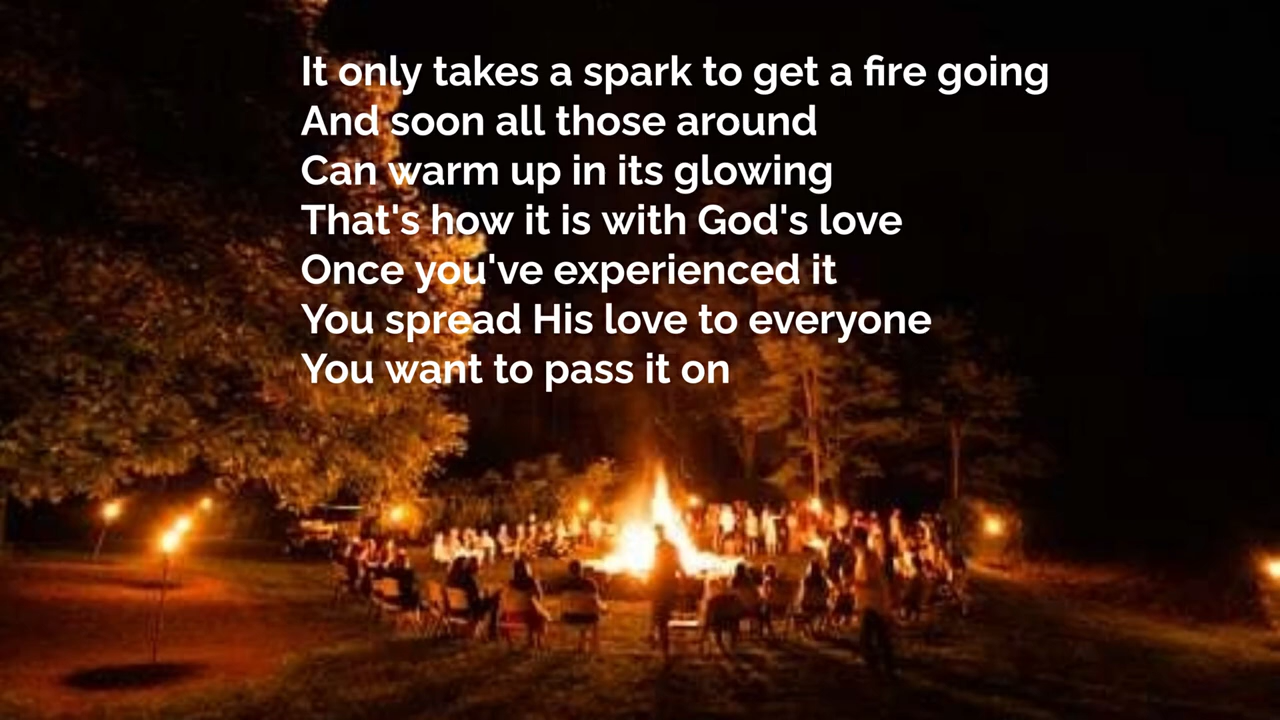 It only takes a spark to get a fire going
And soon all those around
Can warm up in its glowing
That's how it is with God's love
Once you've experienced it
You spread His love to everyone
You want to pass it on